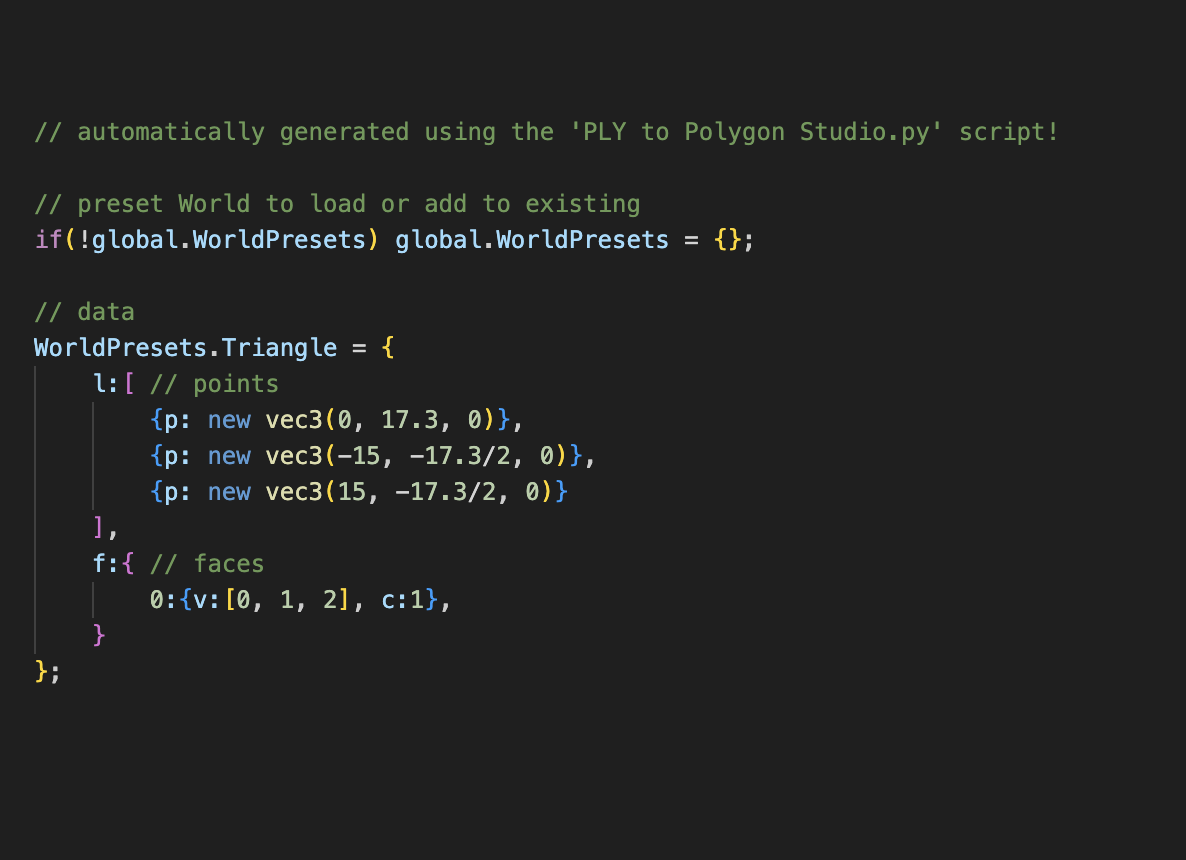 // automatically generated using the 'PLY to Polygon Studio.py' script!
// preset World to load or add to existing
if(!global.WorldPresets) global.WorldPresets = {};
// data
WorldPresets.Triangle = {
l:[ // points
{p: new vec3(0, 17.3, 0)},
{p: new vec3(-15, -17.3/2, 0)},
{p: new vec3(15, -17.3/2, 0)}
],
f:{ // faces
0:{v:[0, 1, 2], c:1},
}
};